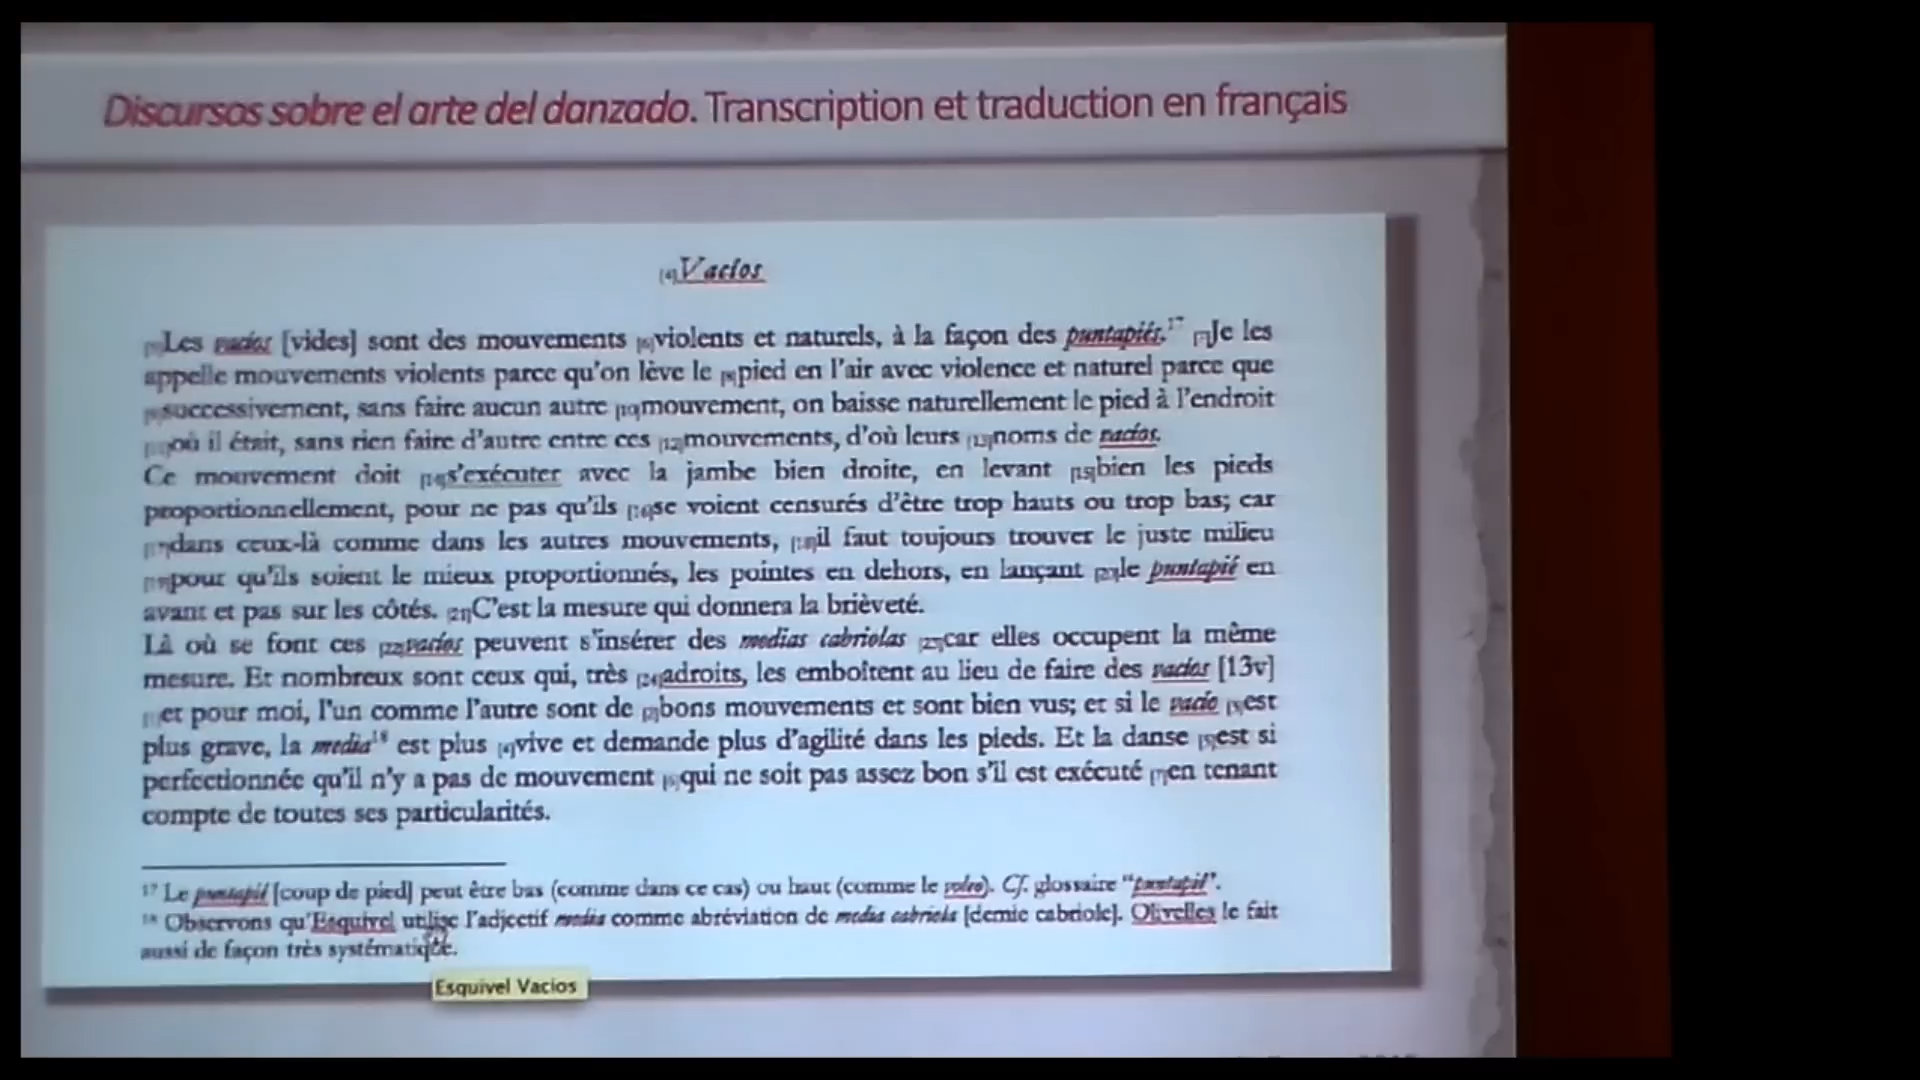 Discursos sobre el arte del danzado. Transcription et traduction en français
[4]Vacíos
Les vacíos [vides] sont des mouvements [6]violents et naturels, à la façon des puntapiés.17 [7]Je les
appelle mouvements violents parce qu'on lève le [8]pied en l'air avec violence et naturel parce que
[9]successivement, sans faire aucun autre [10]mouvement, on baisse naturellement le pied à l'endroit
[11]où il était, sans rien faire d'autre entre ces [12]mouvements, d'où leurs [13]noms de vacíos.
Ce mouvement doit [14]s'exécuter avec la jambe bien droite, en levant [15]bien les pieds
proportionnellement, pour ne pas qu'ils [16]se voient censurés d'être trop hauts ou trop bas; car
[17]dans ceux-là comme dans les autres mouvements, [18]il faut toujours trouver le juste milieu
[19]pour qu'ils soient le mieux proportionnés, les pointes en dehors, en lançant [20]le puntapié en
avant et pas sur les côtés. [21]C'est la mesure qui donnera la brièveté.
Là où se font ces [22]vacíos peuvent s'insérer des medias cabriolas [23]car elles occupent la même
mesure. Et nombreux sont ceux qui, très [24]adroits, les emboîtent au lieu de faire des vacíos [13v]
[1]et pour moi, l'un comme l'autre sont de [2]bons mouvements et sont bien vus; et si le vacío [3]est
plus grave, la media18 est plus [4]vive et demande plus d'agilité dans les pieds. Et la danse [5]est si
perfectionnée qu'il n'y a pas de mouvement [6]qui ne soit pas assez bon s'il est exécuté [7]en tenant
compte de toutes ses particularités.
17 Le puntapié [coup de pied] peut être bas (comme dans ce cas) ou haut (comme le voleo). Cf. glossaire "puntapié".
18 Observons qu'Esquivel utilise l'adjectif media comme abréviation de media cabriola [demie cabriole]. Olivelles le fait
aussi de façon très systématique.
Esquivel Vacios